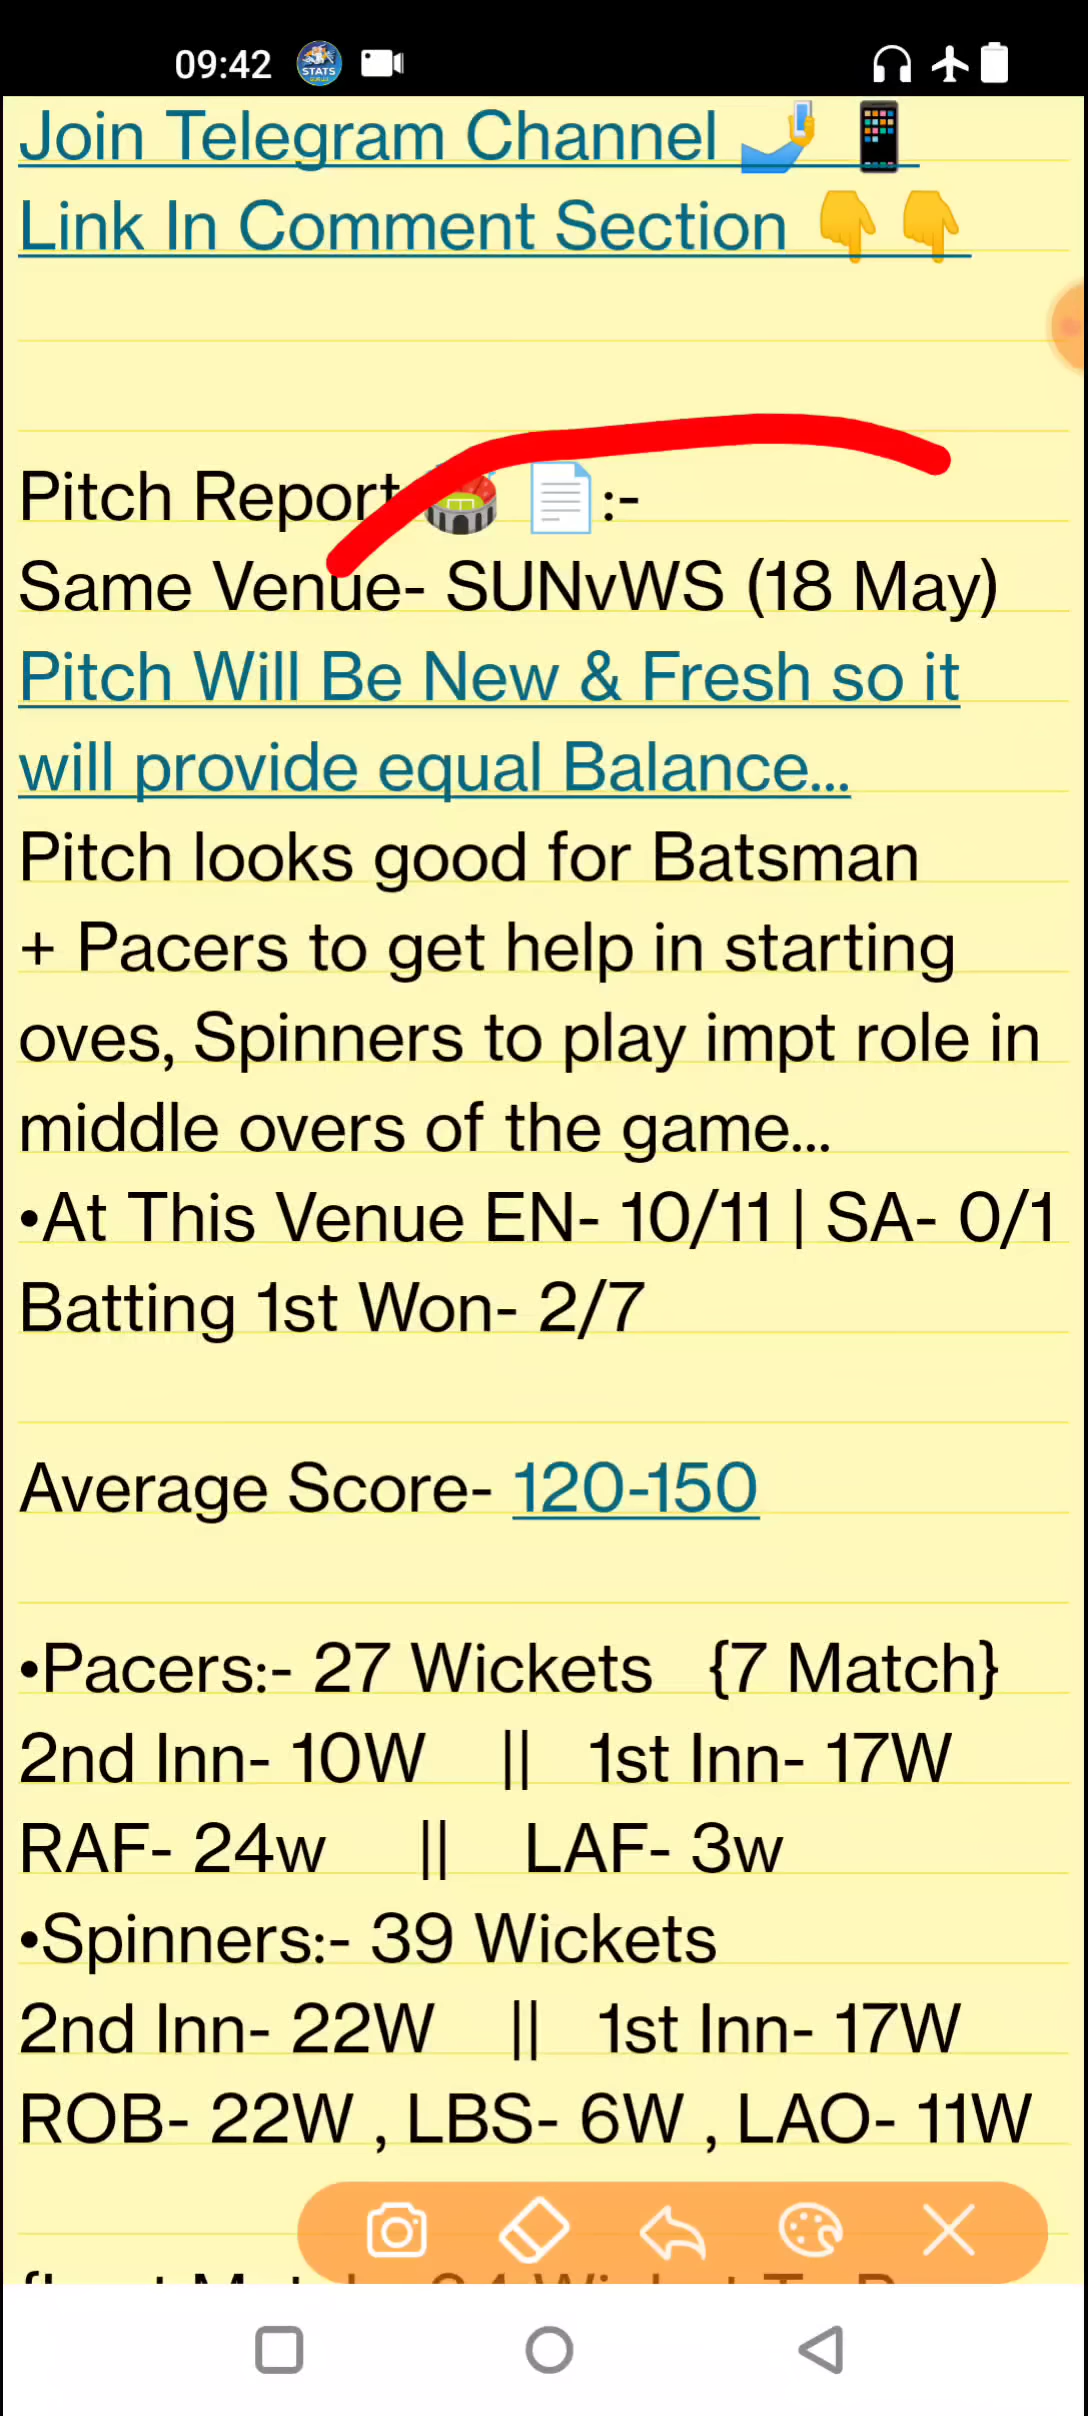 09:42
STATS
Join Telegram Channel 🤳 📱
Link In Comment Section 👇👇
Pitch Report 🏟️ 📄:-
Same Venue- SUNvWS (18 May)
Pitch Will Be New & Fresh so it
will provide equal Balance...
Pitch looks good for Batsman
+ Pacers to get help in starting
oves, Spinners to play impt role in
middle overs of the game...
•At This Venue EN- 10/11 | SA- 0/1
Batting 1st Won- 2/7
Average Score- 120-150
•Pacers:- 27 Wickets {7 Match}
2nd Inn- 10W || 1st Inn- 17W
RAF- 24w || LAF- 3w
•Spinners:- 39 Wickets
2nd Inn- 22W || 1st Inn- 17W
ROB- 22W , LBS- 6W , LAO- 11W